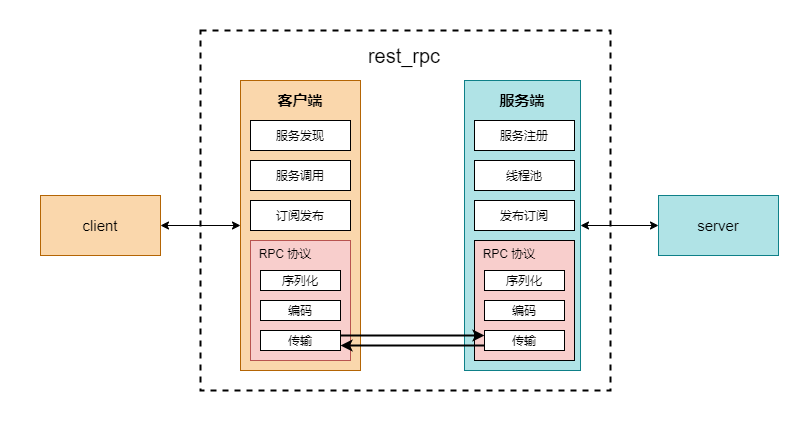 rest_rpc
客户端
服务发现
服务调用
订阅发布
RPC 协议
序列化
编码
传输
服务端
服务注册
线程池
发布订阅
RPC 协议
序列化
编码
传输
client
server